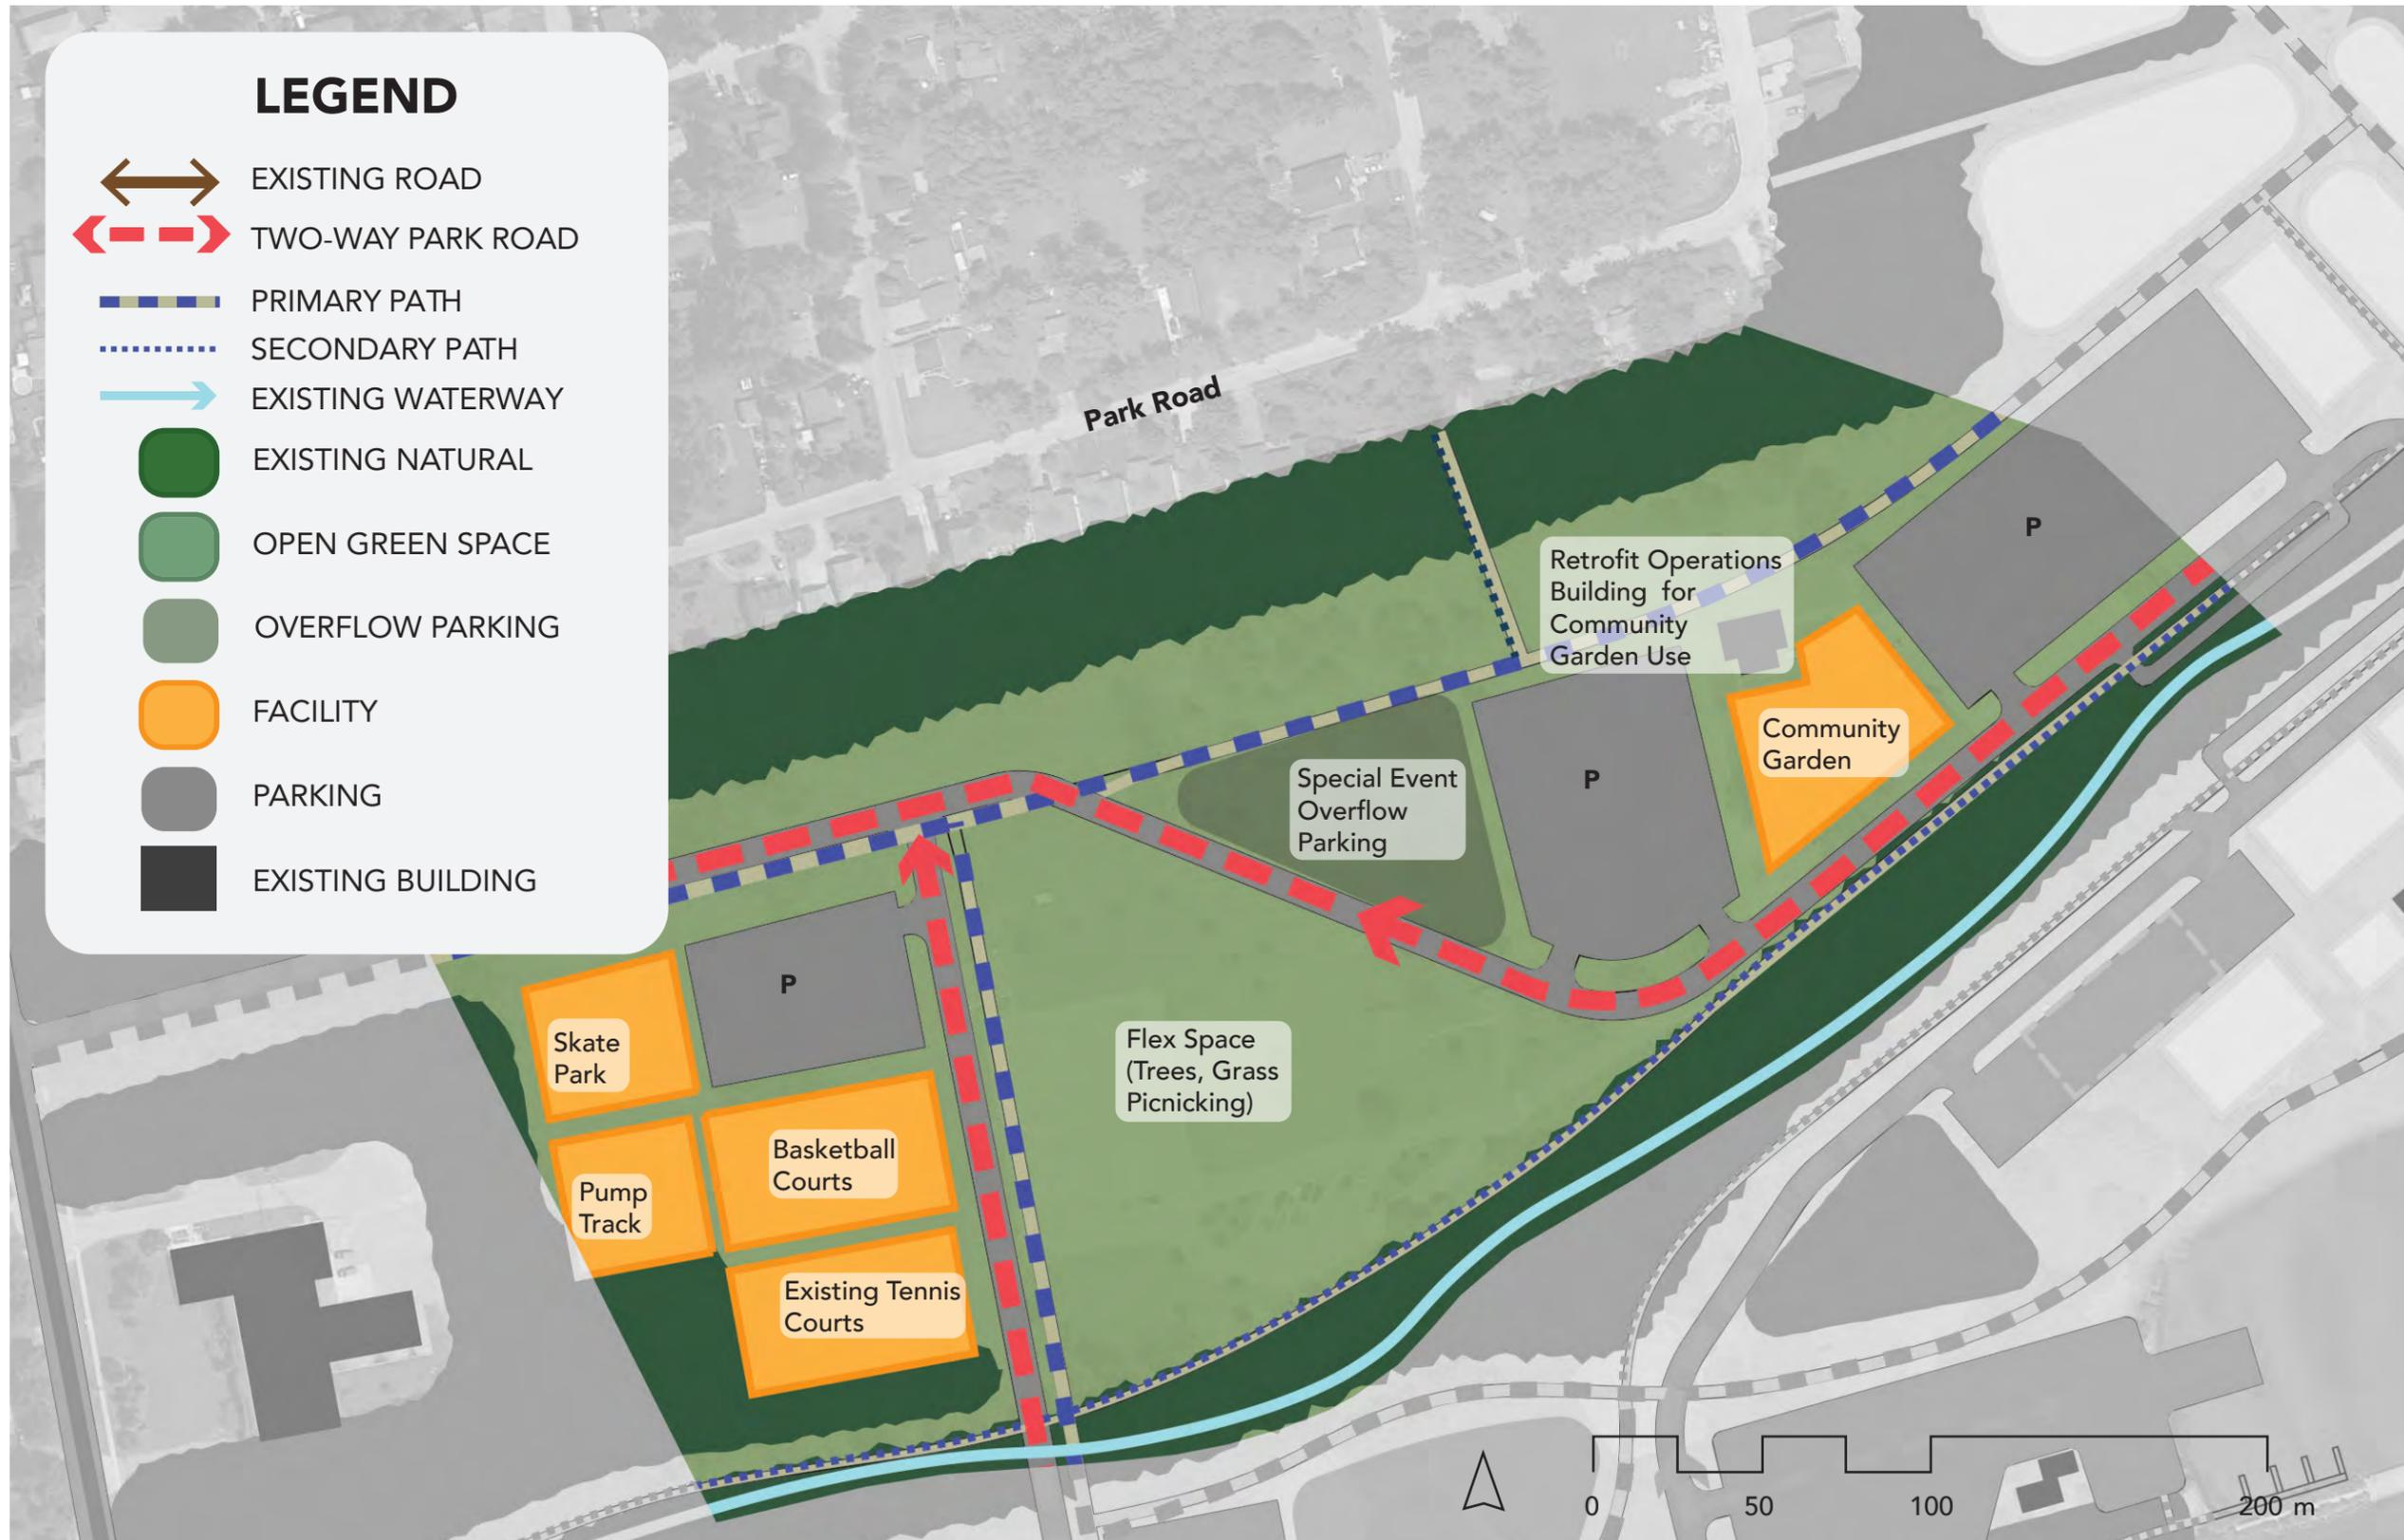 LEGEND
EXISTING ROAD
TWO-WAY PARK ROAD
PRIMARY PATH
SECONDARY PATH
EXISTING WATERWAY
EXISTING NATURAL
OPEN GREEN SPACE
OVERFLOW PARKING
FACILITY
PARKING
EXISTING BUILDING
Park Road
P
Retrofit Operations
Building for
Community
Garden Use
Community
Garden
Special Event
Overflow
Parking
P
P
Skate
Park
Flex Space
(Trees, Grass
Picnicking)
Basketball
Courts
Pump
Track
Existing Tennis
Courts
0 50 100 200 m